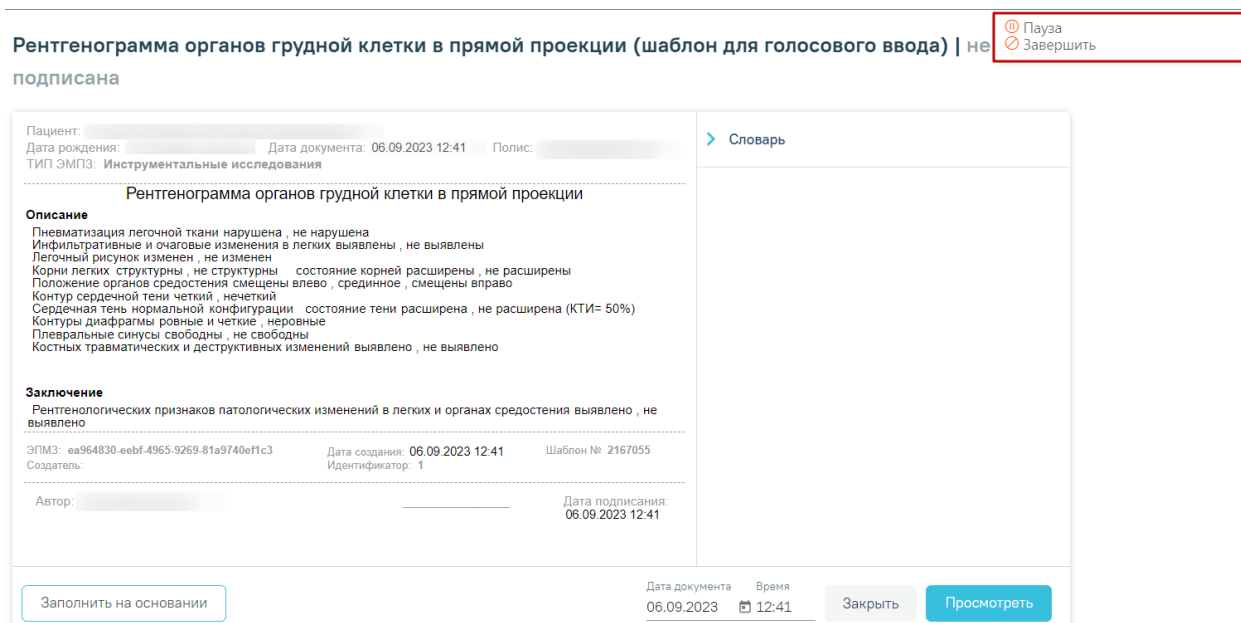 Пауза
Завершить
Рентгенограмма органов грудной клетки в прямой проекции (шаблон для голосового ввода) | не
подписана
Пациент:
Дата рождения: Дата документа: 06.09.2023 12:41 Полис:
ТИП ЭМПЗ: Инструментальные исследования
Словарь
Рентгенограмма органов грудной клетки в прямой проекции
Описание
Пневматизация легочной ткани нарушена , не нарушена
Инфильтративные и очаговые изменения в легких выявлены , не выявлены
Легочный рисунок изменен , не изменен
Корни легких структурны , не структурны состояние корней расширены , не расширены
Положение органов средостения смещены влево , срединное , смещены вправо
Контур сердечной тени четкий , нечеткий
Сердечная тень нормальной конфигурации состояние тени расширена , не расширена (КТИ= 50%)
Контуры диафрагмы ровные и четкие , неровные
Плевральные синусы свободны , не свободны
Костных травматических и деструктивных изменений выявлено , не выявлено
Заключение
Рентгенологических признаков патологических изменений в легких и органах средостения выявлено , не
выявлено
ЭПМЗ: ea964830-eebf-4965-9269-81a9740ef1c3 Дата создания: 06.09.2023 12:41 Шаблон № 2167055
Создатель: Идентификатор: 1
Автор: Дата подписания:
06.09.2023 12:41
Дата документа Время
Заполнить на основании 06.09.2023 12:41 Закрыть Просмотреть